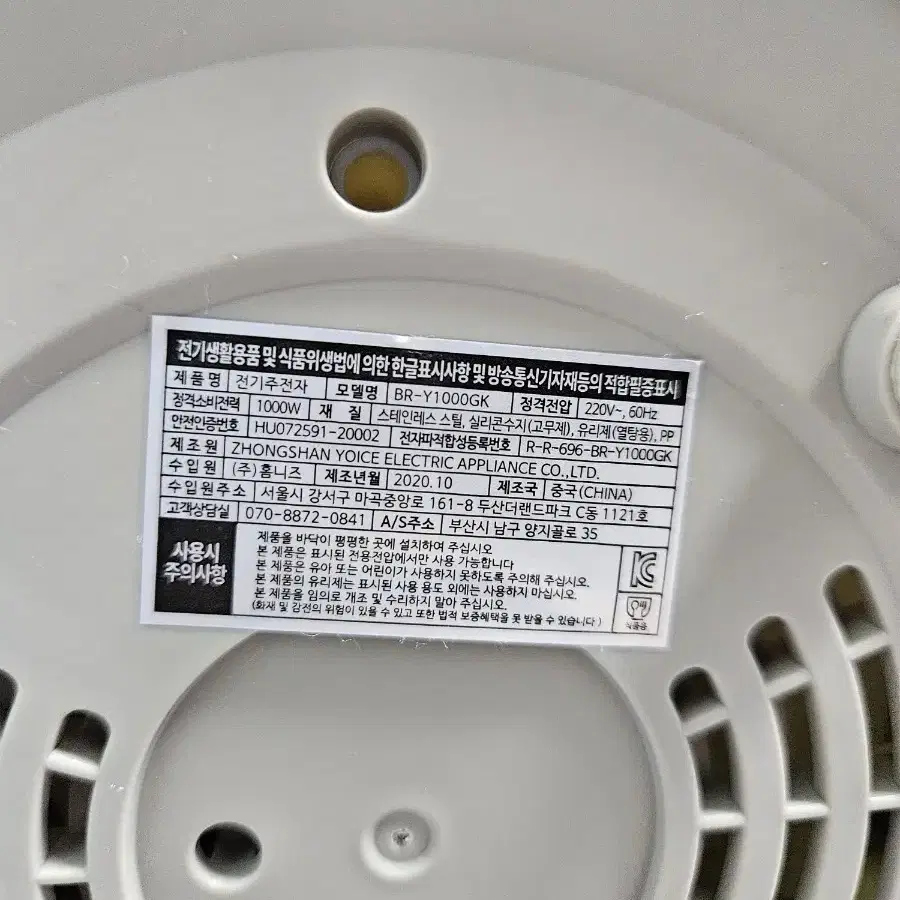 전기생활용품 및 식품위생법에 의한 한글표시사항 및 방송통신기자재등의 적합필증표시
제품명 전기주전자 모델명 BR-Y1000GK 정격전압 220V~, 60Hz
정격소비전력 1000W 재 질 스테인레스 스틸, 실리콘수지(고무제), 유리제(열탕용), PP
안전인증번호 HU072591-20002 전자파적합성등록번호 R-R-696-BR-Y1000GK
제 조 원 ZHONGSHAN YOICE ELECTRIC APPLIANCE CO.,LTD.
수 입 원 (주)홈니즈 제조년월 2020.10 제조국 중국(CHINA)
수입원주소 서울시 강서구 마곡중앙로 161-8 두산더랜드파크 C동 1121호
고객상담실 070-8872-0841 A/S주소 부산시 남구 양지골로 35
사용시
주의사항
제품을 바닥이 평평한 곳에 설치하여 주십시오
본 제품은 표시된 전용전압에서만 사용 가능합니다
본 제품은 유아 또는 어린이가 사용하지 못하도록 주의해 주십시오.
본 제품의 유리제는 표시된 사용 용도 외에는 사용하지 마십시오.
본 제품을 임의로 개조 및 수리하지 말아 주십시오.
(화재 및 감전의 위험이 있을 수 있고 또한 법적 보증혜택을 못 받을 수 있습니다)
식품용